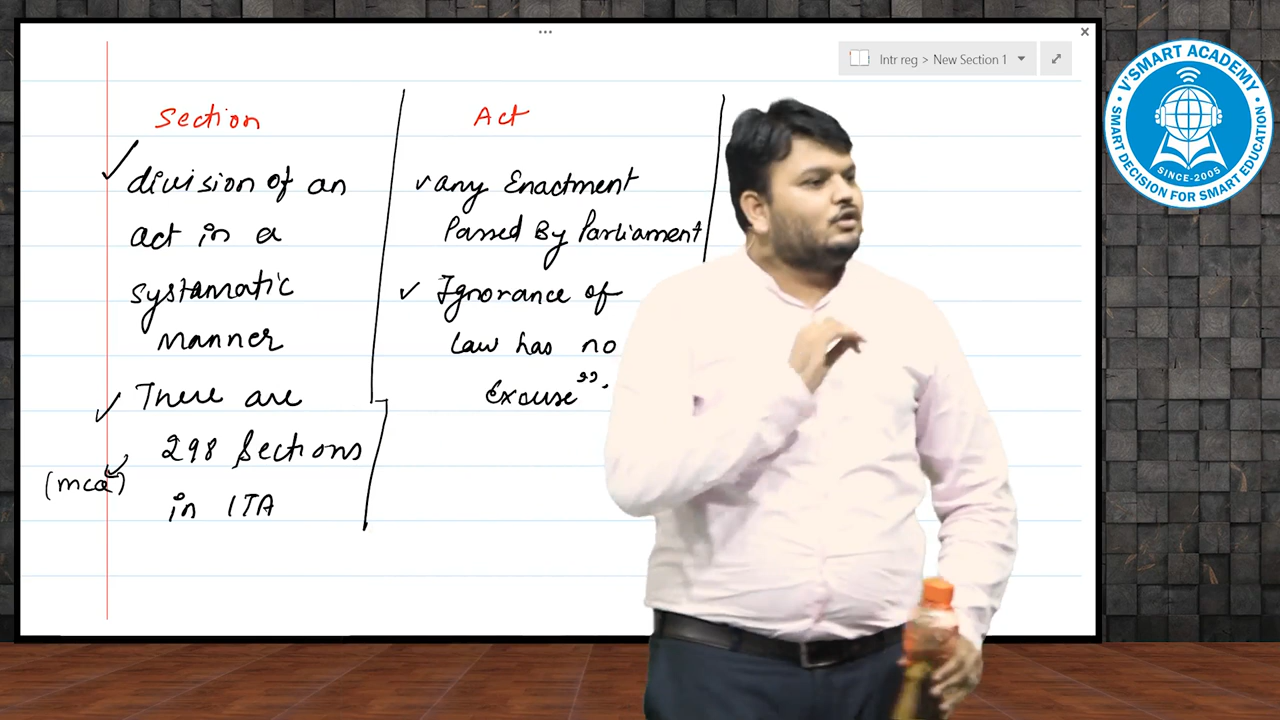 Intr reg > New Section 1
Section
division of an
act in a
systamatic
manner
There are
298 Sections
(mcq)
in ITA
Act
any Enactment
Passed By Parliament
Ignorance of
Law has no
Excuse".
V'SMART ACADEMY
SINCE-2005
SMART DECISION FOR SMART EDUCATION